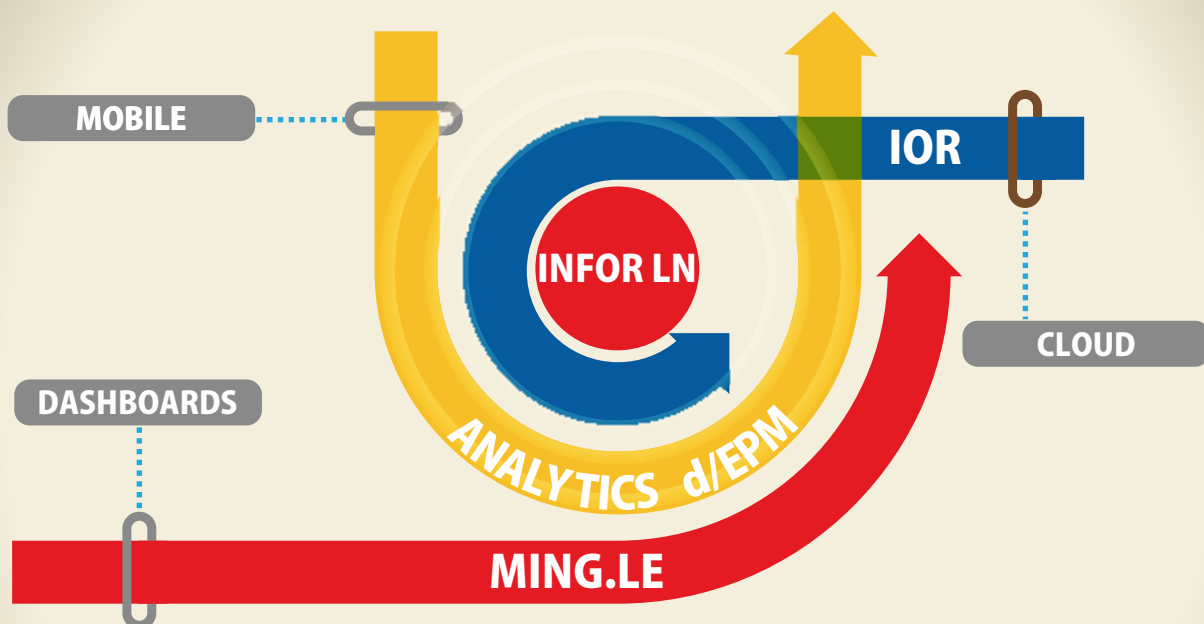 MOBILE
IOR
INFOR LN
CLOUD
DASHBOARDS
ANALYTICS d/EPM
MING.LE